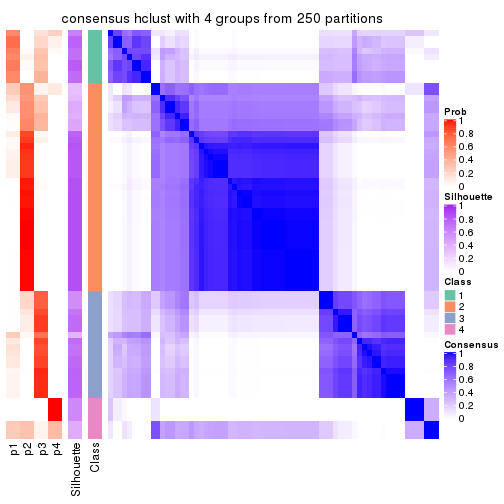 consensus hclust with 4 groups from 250 partitions
Prob
1
0.8
0.6
0.4
0.2
0
Silhouette
1
0.8
0.6
0.4
0.2
0
Class
1
2
3
4
Consensus
1
0.8
0.6
0.4
0.2
0
p1
p2
p3
p4
Silhouette
Class